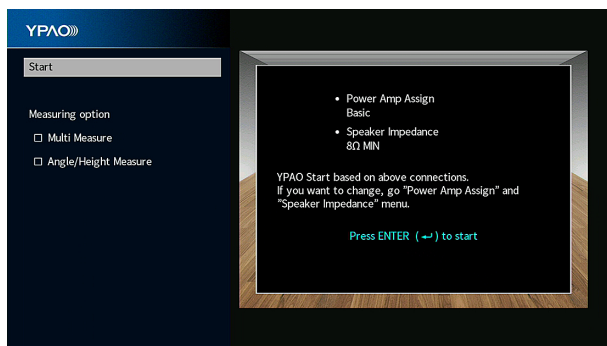 YPAO
Start
Measuring option
Multi Measure
Angle/Height Measure
• Power Amp Assign
Basic
• Speaker Impedance
8Ω MIN
YPAO Start based on above connections.
If you want to change, go "Power Amp Assign" and
"Speaker Impedance" menu.
Press ENTER (↵) to start